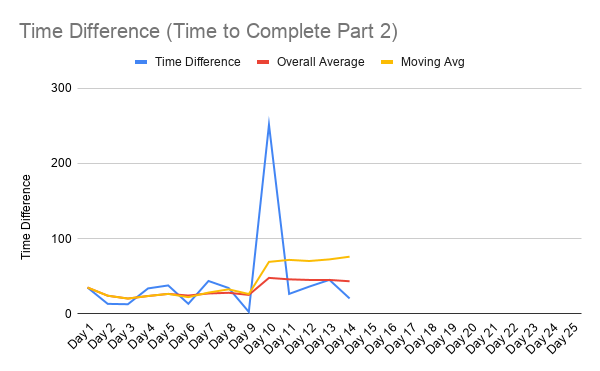 Time Difference (Time to Complete Part 2)
Time Difference Overall Average Moving Avg
300
200
100
0
Time Difference
Day 1 Day 2 Day 3 Day 4 Day 5 Day 6 Day 7 Day 8 Day 9 Day 10 Day 11 Day 12 Day 13 Day 14 Day 15 Day 16 Day 17 Day 18 Day 19 Day 20 Day 21 Day 22 Day 23 Day 24 Day 25